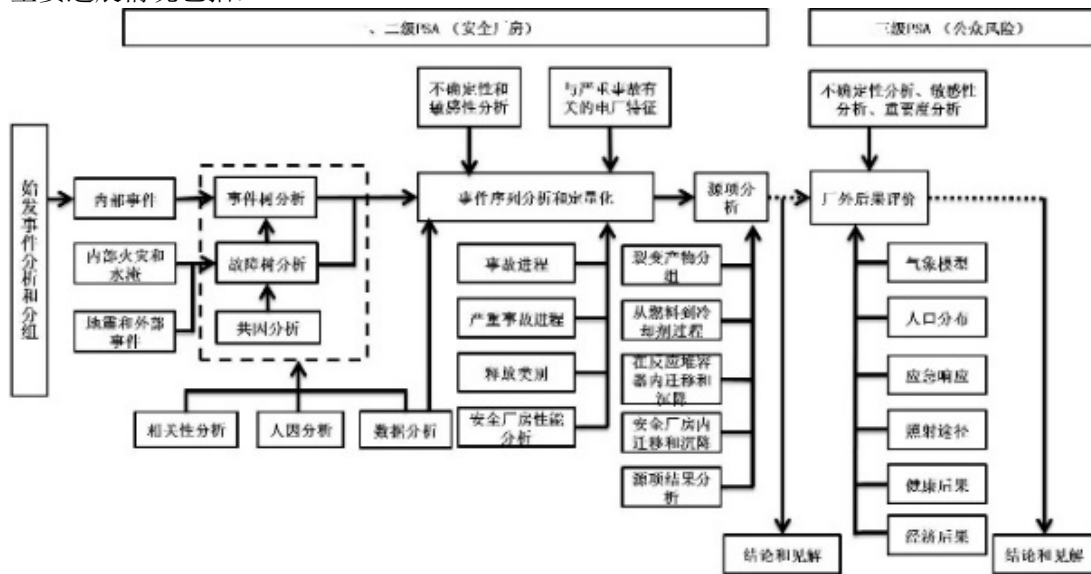 一、二级PSA （安全厂房）
三级PSA （公众风险）
不确定性和
敏感性分析
与严重事故有
关的电厂特征
不确定性分析、敏感性
分析、重要度分析
始发事件分析和分组
内部事件
事件树分析
事件序列分析和定量化
源项分
析
厂外后果评价
内部火灾和
水淹
故障树分析
地震和外部
事件
共因分析
事故进程
严重事故进程
释放类别
安全厂房性能
分析
裂变产物分
组
从燃料到冷
却剂过程
在反应堆容
器内迁移和
沉降
安全厂房内
迁移和沉降
源项结果分
析
气象模型
人口分布
应急响应
照射途径
健康后果
经济后果
相关性分析
人因分析
数据分析
结论和见解
结论和见解